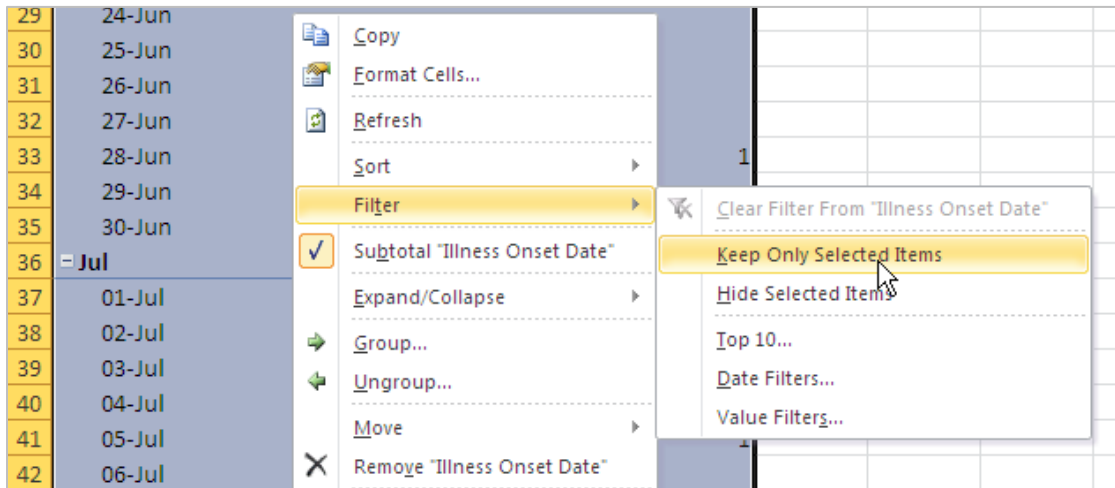 29 24-Jun
30 25-Jun
31 26-Jun
32 27-Jun
33 28-Jun 1
34 29-Jun
35 30-Jun
36 Jul
37 01-Jul
38 02-Jul
39 03-Jul
40 04-Jul
41 05-Jul 1
42 06-Jul
Copy
Format Cells...
Refresh
Sort
Filter
Subtotal "Illness Onset Date"
Expand/Collapse
Group...
Ungroup...
Move
Remove "Illness Onset Date"
Clear Filter From "Illness Onset Date"
Keep Only Selected Items
Hide Selected Items
Top 10...
Date Filters...
Value Filters...